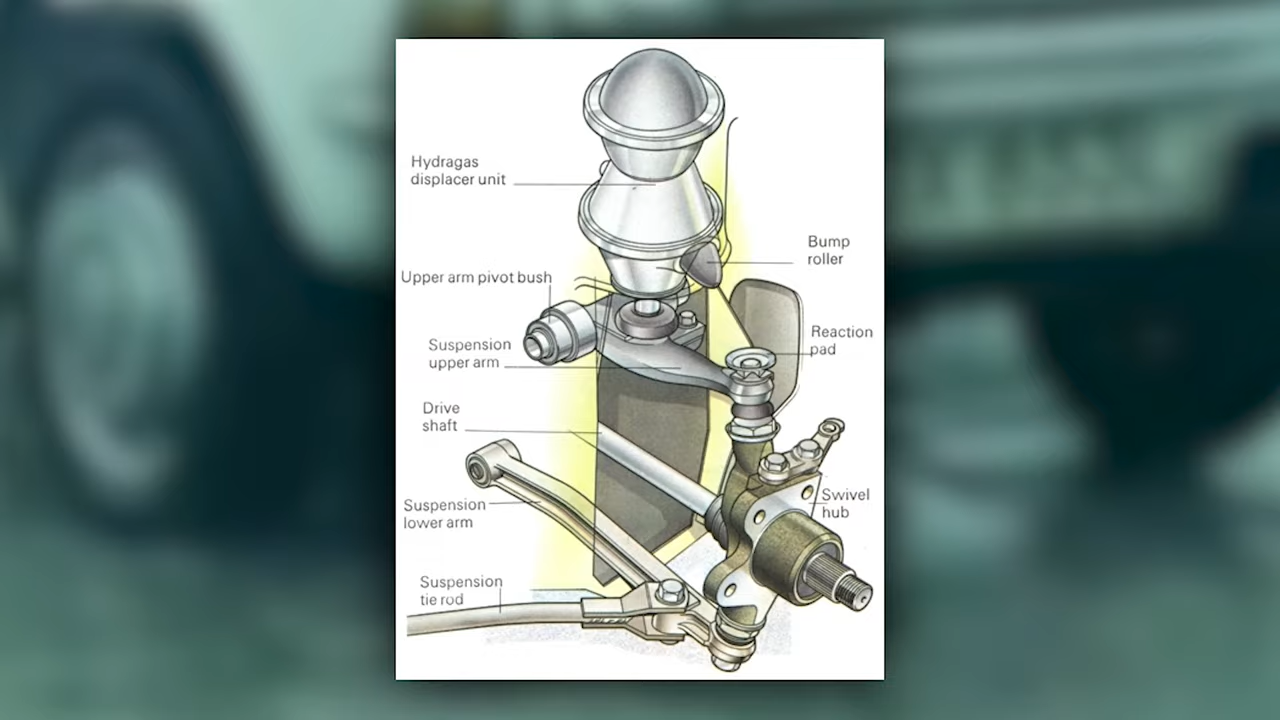 Hydragas
displacer unit
Bump
roller
Upper arm pivot bush
Reaction
pad
Suspension
upper arm
Drive
shaft
Swivel
hub
Suspension
lower arm
Suspension
tie rod